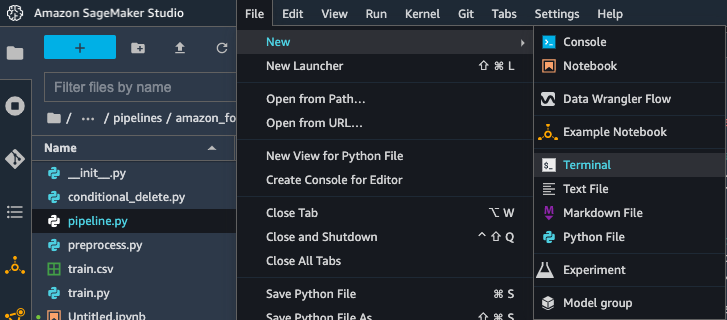 Amazon SageMaker Studio
File Edit View Run Kernel Git Tabs Settings Help
+
Filter files by name
/ ··· / pipelines / amazon_fo
Name
__init__.py
conditional_delete.py
pipeline.py
preprocess.py
train.csv
train.py
Untitled.ipynb
New
New Launcher ⇧ ⌘ L
Open from Path…
Open from URL…
New View for Python File
Create Console for Editor
Close Tab ⌥ W
Close and Shutdown ^ ⇧ Q
Close All Tabs
Save Python File ⌘ S
Save Python File As ⇧ ⌘ S
Console
Notebook
Data Wrangler Flow
Example Notebook
$_ Terminal
Text File
M Markdown File
Python File
Experiment
Model group